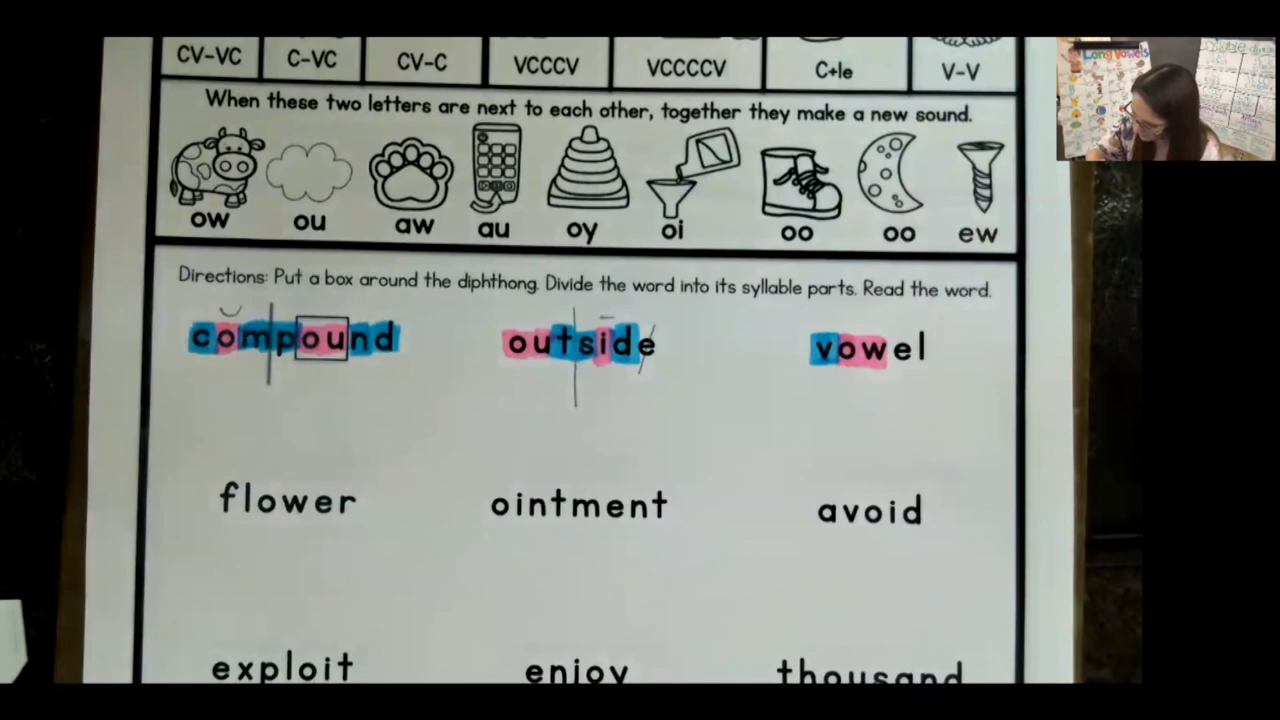 CV-VC C-VC CV-C VCCCV VCCCCV C+le V-V
When these two letters are next to each other, together they make a new sound.
ow ou aw au oy oi oo oo ew
Directions: Put a box around the diphthong. Divide the word into its syllable parts. Read the word.
compound outside vowel
flower ointment avoid
exploit enjoy thousand
Long Vowels